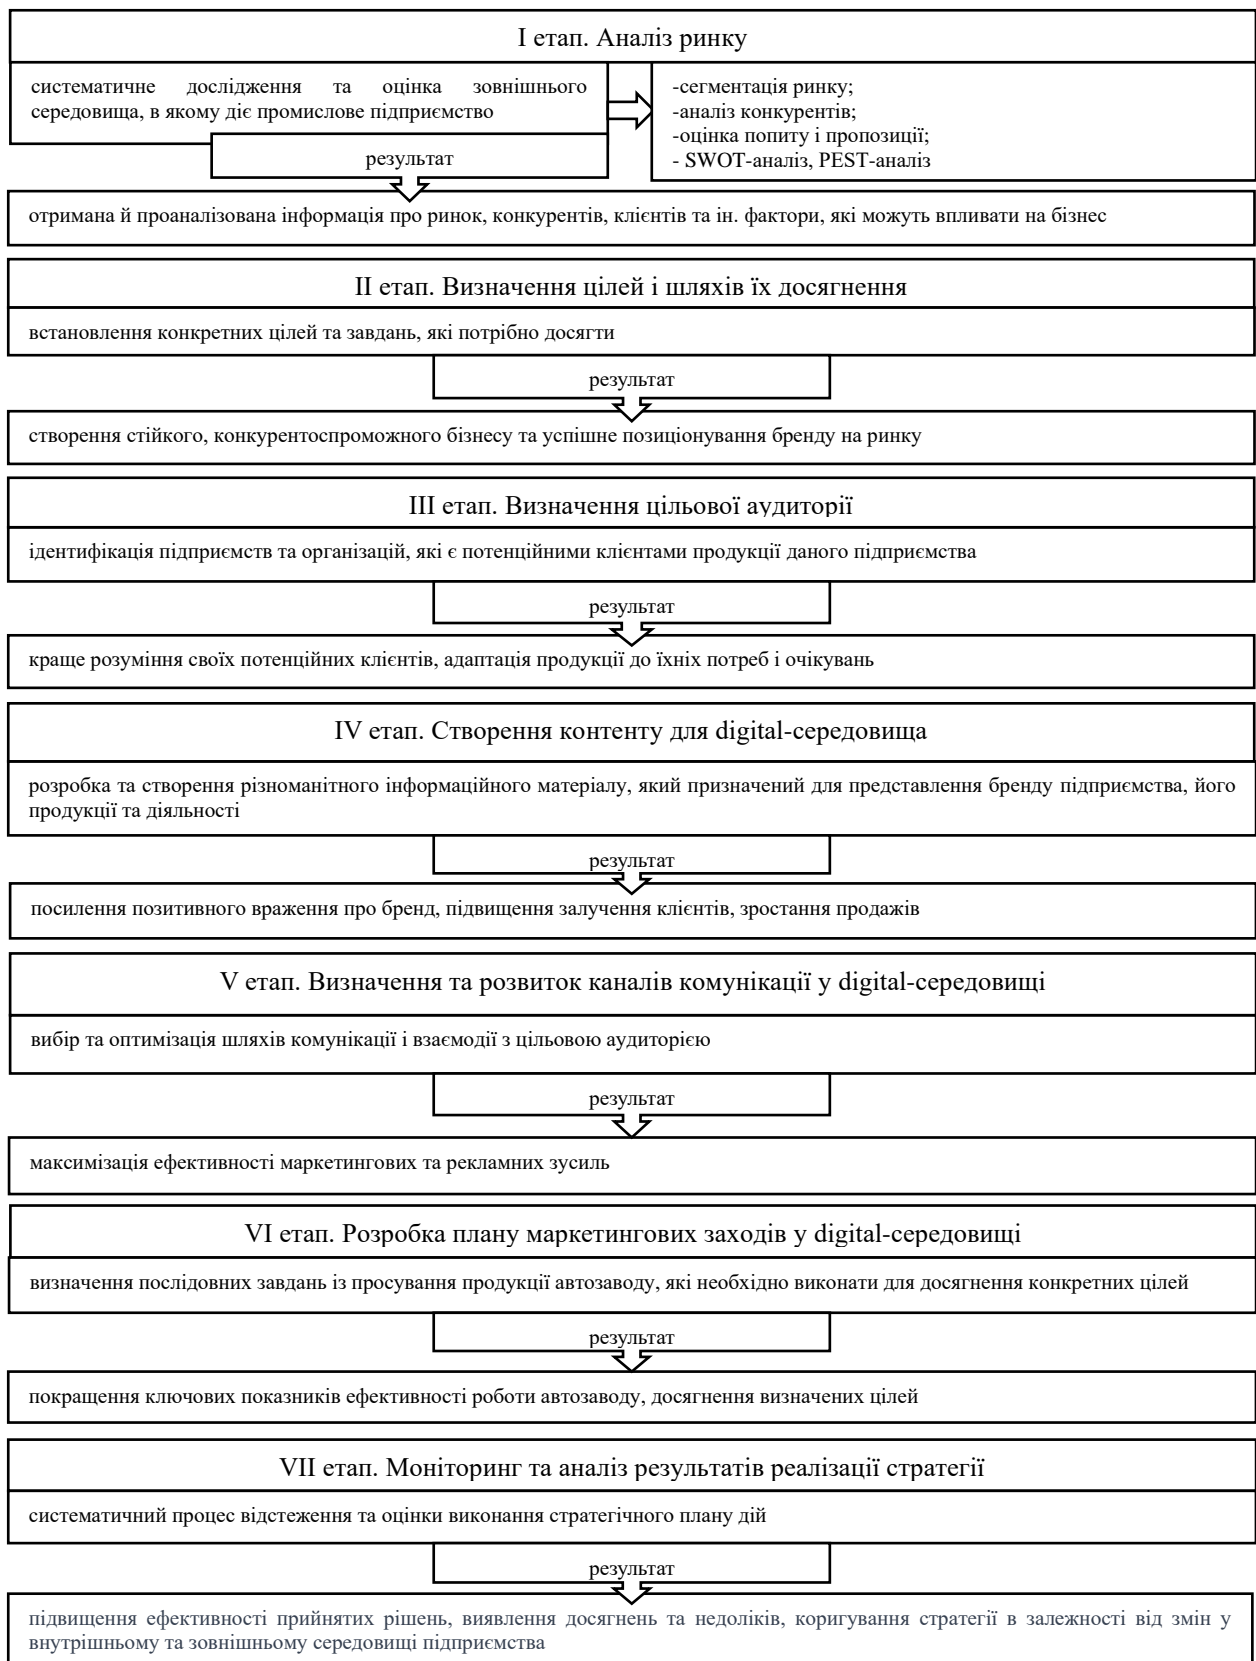 І етап. Аналіз ринку
систематичне дослідження та оцінка зовнішнього
середовища, в якому діє промислове підприємство
-сегментація ринку;
-аналіз конкурентів;
-оцінка попиту і пропозиції;
- SWOT-аналіз, PEST-аналіз
результат
отримана й проаналізована інформація про ринок, конкурентів, клієнтів та ін. фактори, які можуть впливати на бізнес
ІІ етап. Визначення цілей і шляхів їх досягнення
встановлення конкретних цілей та завдань, які потрібно досягти
результат
створення стійкого, конкурентоспроможного бізнесу та успішне позиціонування бренду на ринку
ІІІ етап. Визначення цільової аудиторії
ідентифікація підприємств та організацій, які є потенційними клієнтами продукції даного підприємства
результат
краще розуміння своїх потенційних клієнтів, адаптація продукції до їхніх потреб і очікувань
IV етап. Створення контенту для digital-середовища
розробка та створення різноманітного інформаційного матеріалу, який призначений для представлення бренду підприємства, його
продукції та діяльності
результат
посилення позитивного враження про бренд, підвищення залучення клієнтів, зростання продажів
V етап. Визначення та розвиток каналів комунікації у digital-середовищі
вибір та оптимізація шляхів комунікації і взаємодії з цільовою аудиторією
результат
максимізація ефективності маркетингових та рекламних зусиль
VI етап. Розробка плану маркетингових заходів у digital-середовищі
визначення послідовних завдань із просування продукції автозаводу, які необхідно виконати для досягнення конкретних цілей
результат
покращення ключових показників ефективності роботи автозаводу, досягнення визначених цілей
VII етап. Моніторинг та аналіз результатів реалізації стратегії
систематичний процес відстеження та оцінки виконання стратегічного плану дій
результат
підвищення ефективності прийнятих рішень, виявлення досягнень та недоліків, коригування стратегії в залежності від змін у
внутрішньому та зовнішньому середовищі підприємства